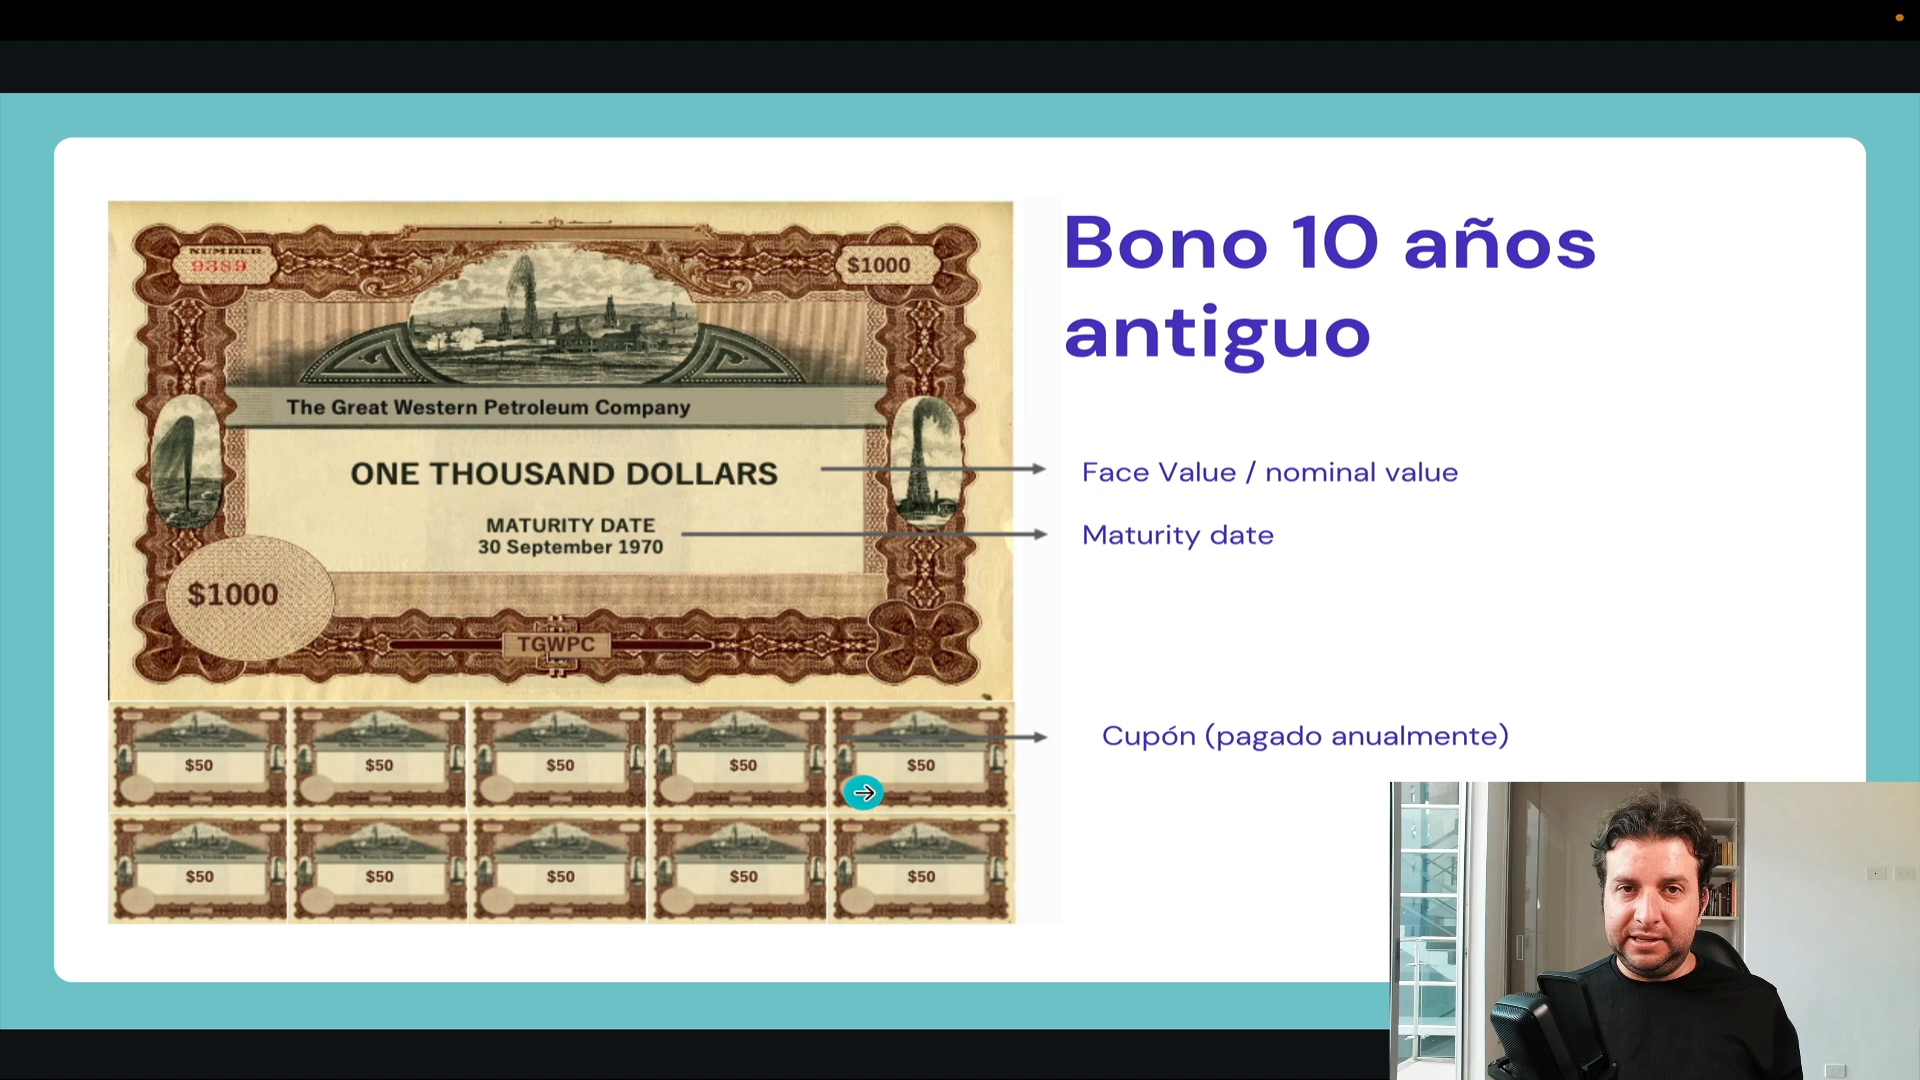 NUMBER
9389
$1000
The Great Western Petroleum Company
ONE THOUSAND DOLLARS
MATURITY DATE
30 September 1970
$1000
TGWPC
$50
$50
$50
$50
$50
$50
$50
$50
$50
$50
Bono 10 años
antiguo
Face Value / nominal value
Maturity date
Cupón (pagado anualmente)